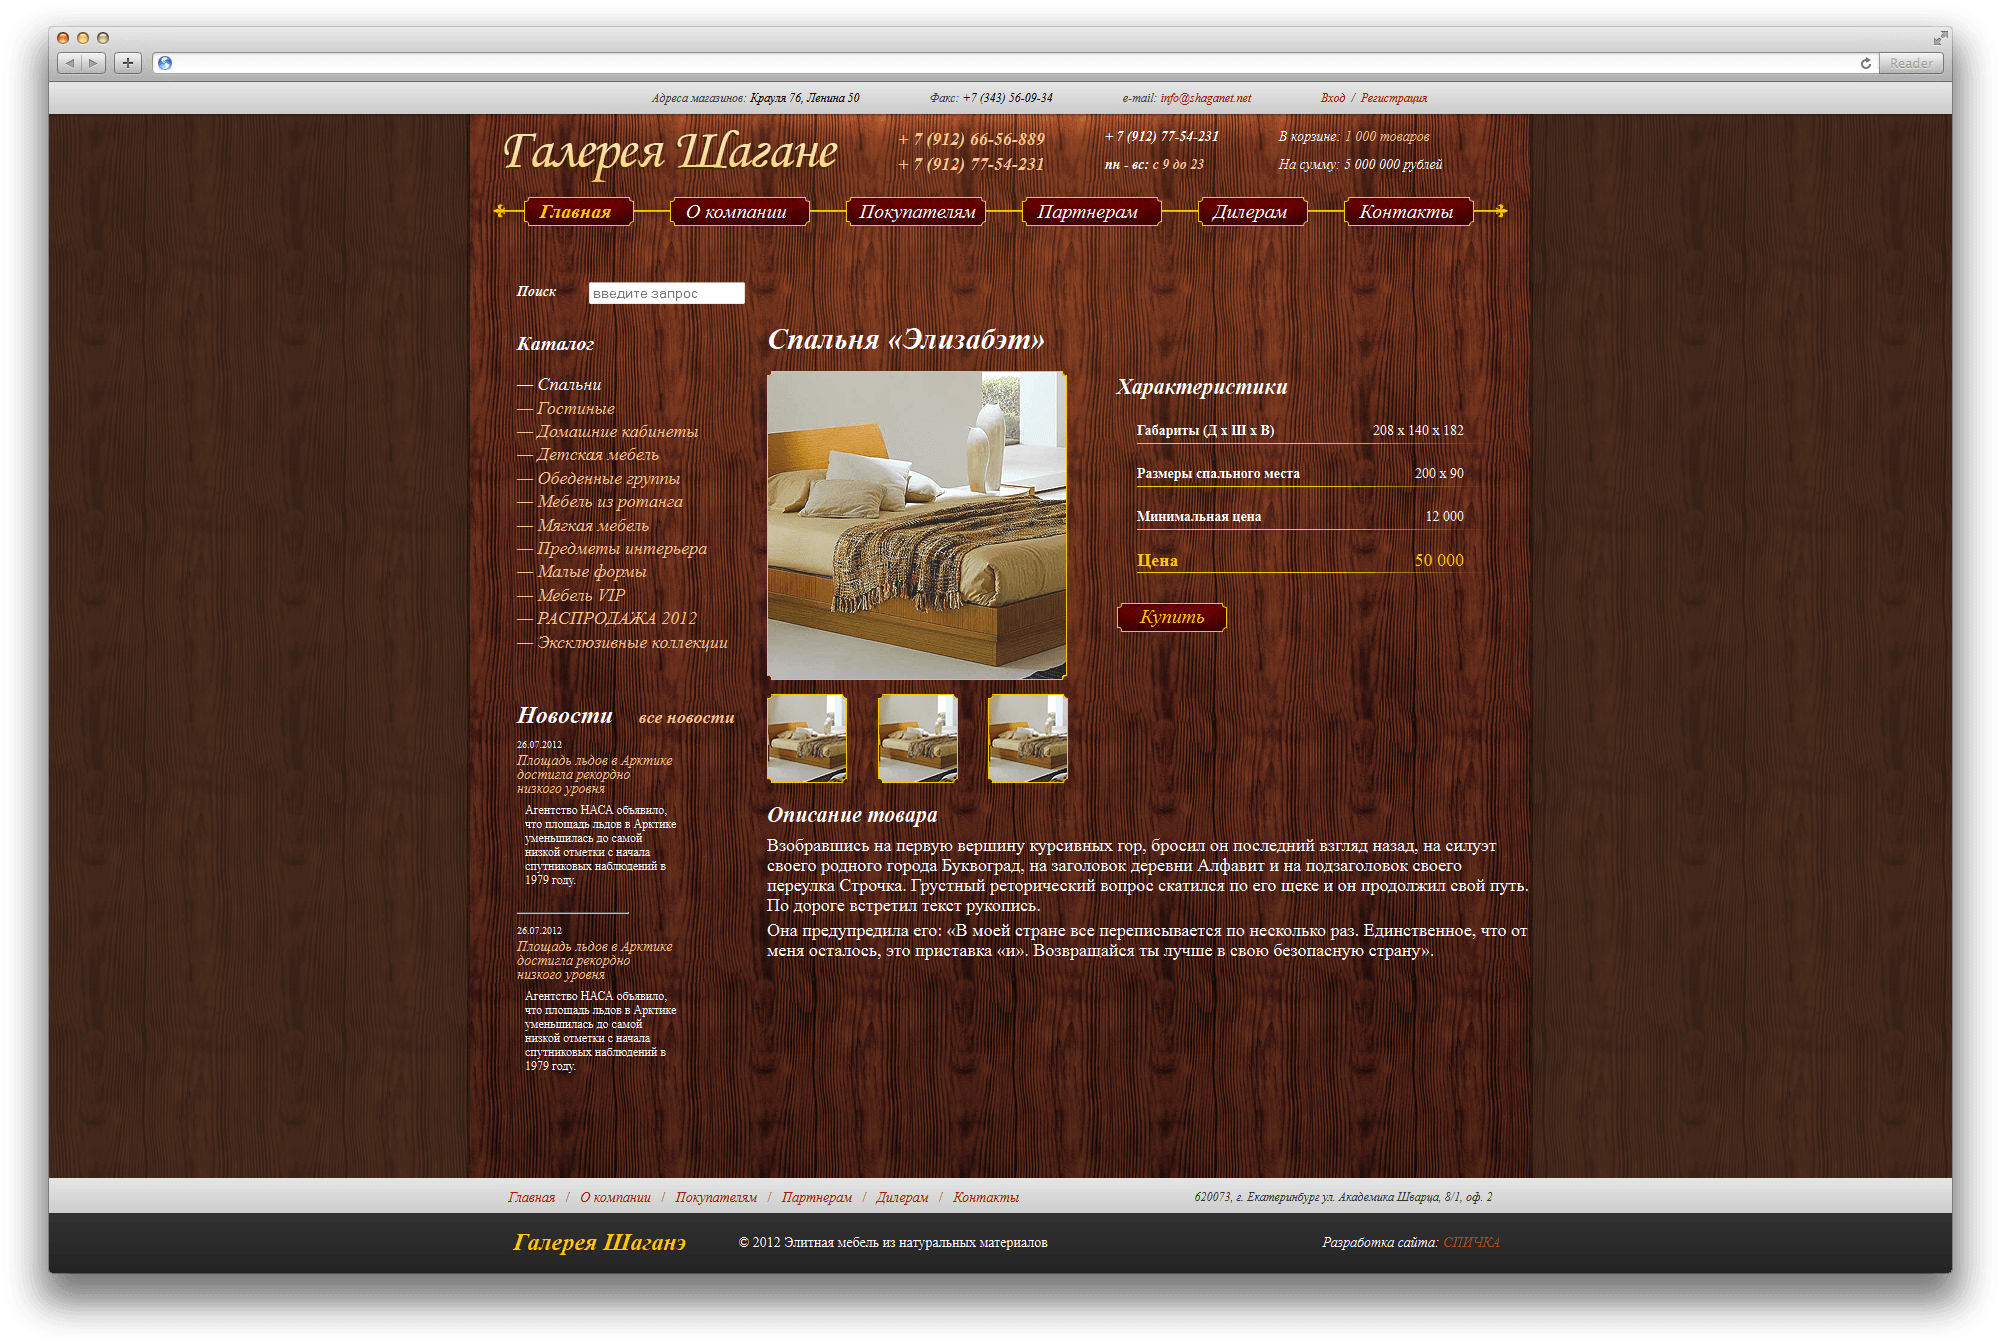 Reader
Адреса магазинов: Крауля 76, Ленина 50
Факс: +7 (343) 56-09-34
e-mail: info@shaganet.net
Вход / Регистрация
Галерея Шагане
+ 7 (912) 66-56-889
+ 7 (912) 77-54-231
+ 7 (912) 77-54-231
пн - вс: с 9 до 23
В корзине: 1 000 товаров
На сумму: 5 000 000 рублей
Главная
О компании
Покупателям
Партнерам
Дилерам
Контакты
Поиск
введите запрос
Каталог
— Спальни
— Гостиные
— Домашние кабинеты
— Детская мебель
— Обеденные группы
— Мебель из ротанга
— Мягкая мебель
— Предметы интерьера
— Малые формы
— Мебель VIP
— РАСПРОДАЖА 2012
— Эксклюзивные коллекции
Новости
все новости
26.07.2012
Площадь льдов в Арктике
достигла рекордно
низкого уровня
Агентство НАСА объявило,
что площадь льдов в Арктике
уменьшилась до самой
низкой отметки с начала
спутниковых наблюдений в
1979 году.
26.07.2012
Площадь льдов в Арктике
достигла рекордно
низкого уровня
Агентство НАСА объявило,
что площадь льдов в Арктике
уменьшилась до самой
низкой отметки с начала
спутниковых наблюдений в
1979 году.
Спальня «Элизабэт»
Характеристики
Габариты (Д х Ш х В) 208 х 140 х 182
Размеры спального места 200 х 90
Минимальная цена 12 000
Цена 50 000
Купить
Описание товара
Взобравшись на первую вершину курсивных гор, бросил он последний взгляд назад, на силуэт
своего родного города Буквоград, на заголовок деревни Алфавит и на подзаголовок своего
переулка Строчка. Грустный реторический вопрос скатился по его щеке и он продолжил свой путь.
По дороге встретил текст рукопись.
Она предупредила его: «В моей стране все переписывается по несколько раз. Единственное, что от
меня осталось, это приставка «и». Возвращайся ты лучше в свою безопасную страну».
Главная / О компании / Покупателям / Партнерам / Дилерам / Контакты
620073, г. Екатеринбург ул. Академика Шварца, 8/1, оф. 2
Галерея Шаганэ
© 2012 Элитная мебель из натуральных материалов
Разработка сайта: СПИЧКА